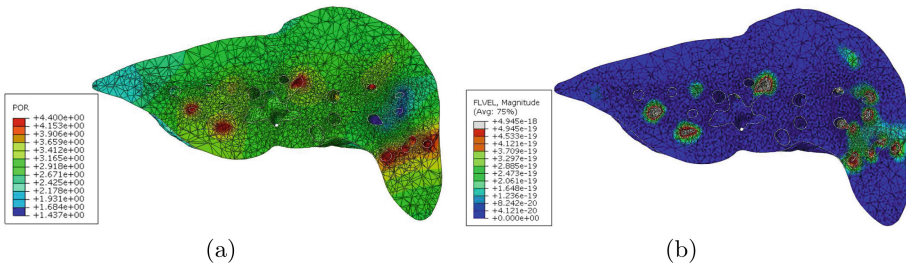 POR
+4.400e+00
+4.153e+00
+3.906e+00
+3.659e+00
+3.412e+00
+3.165e+00
+2.918e+00
+2.671e+00
+2.425e+00
+2.178e+00
+1.931e+00
+1.684e+00
+1.437e+00
(a)
FLVEL, Magnitude
(Avg: 75%)
+4.945e-18
+4.945e-19
+4.533e-19
+4.121e-19
+3.709e-19
+3.297e-19
+2.885e-19
+2.473e-19
+2.061e-19
+1.648e-19
+1.236e-19
+8.242e-20
+4.121e-20
+0.000e+00
(b)